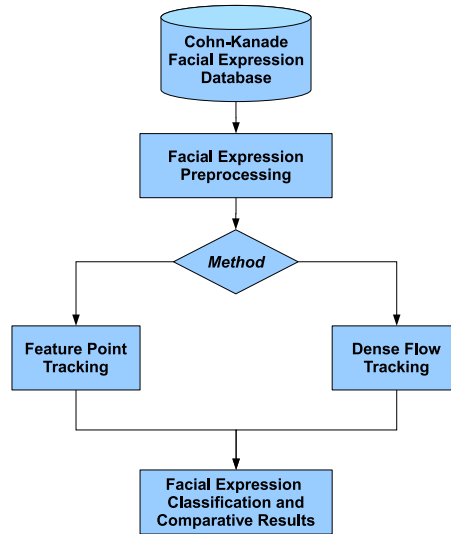 Cohn-Kanade
Facial Expression
Database
Facial Expression
Preprocessing
Method
Feature Point
Tracking
Dense Flow
Tracking
Facial Expression
Classification and
Comparative Results